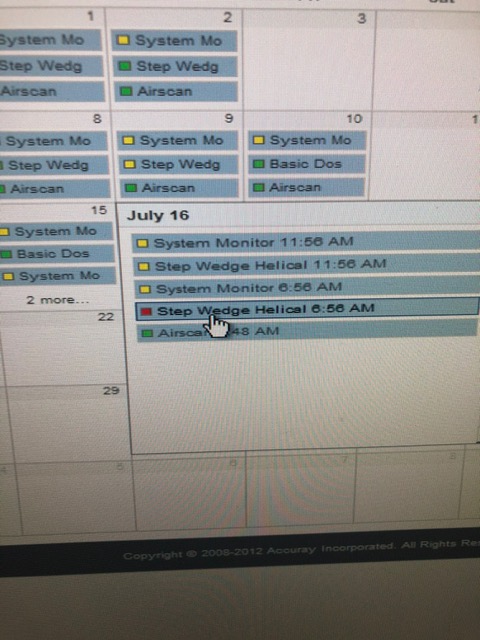 1 2 3
System Mo System Mo
Step Wedg Step Wedg
Airscan Airscan
8 9 10 1
System Mo System Mo System Mo
Step Wedg Step Wedg Basic Dos
Airscan Airscan Airscan
15
System Mo
Basic Dos
System Mo
2 more...
July 16
System Monitor 11:56 AM
Step Wedge Helical 11:56 AM
System Monitor 6:56 AM
Step Wedge Helical 6:56 AM
48 AM
22
29
5 6 7 8
Copyright © 2008-2012 Accuray Incorporated. All Rights Re